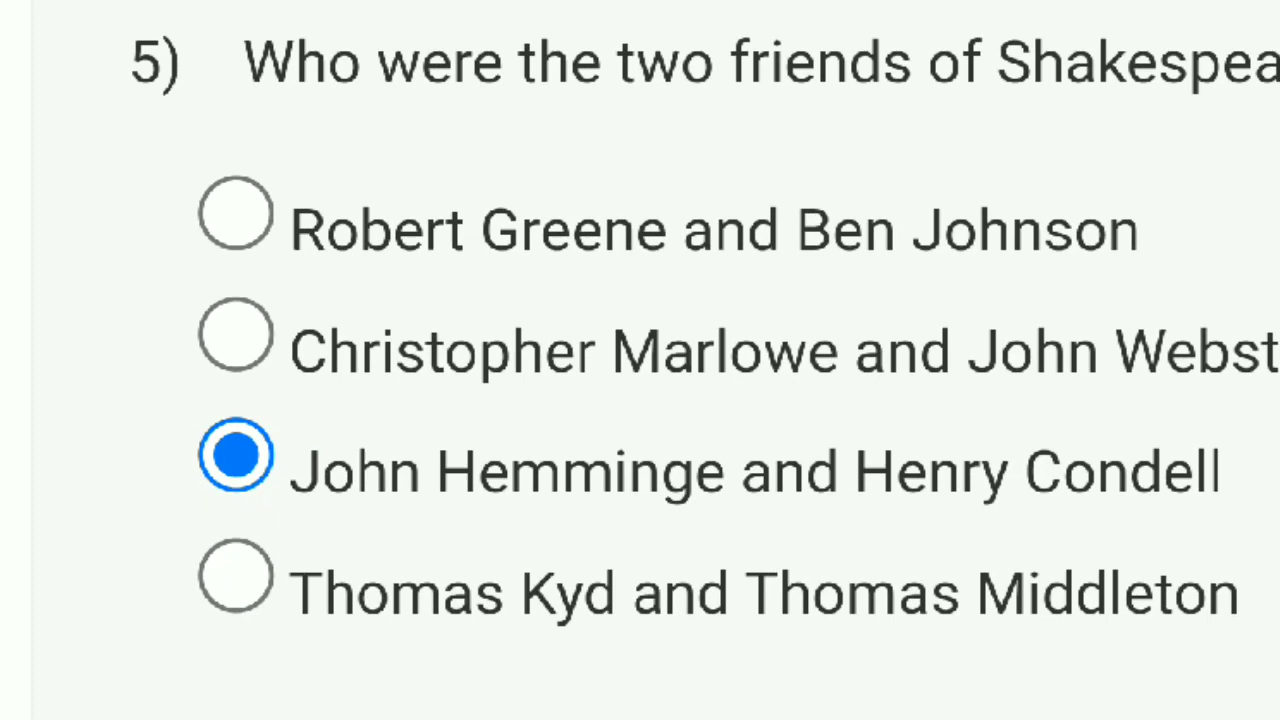 5) Who were the two friends of Shakespea
Robert Greene and Ben Johnson
Christopher Marlowe and John Webst
John Hemminge and Henry Condell
Thomas Kyd and Thomas Middleton